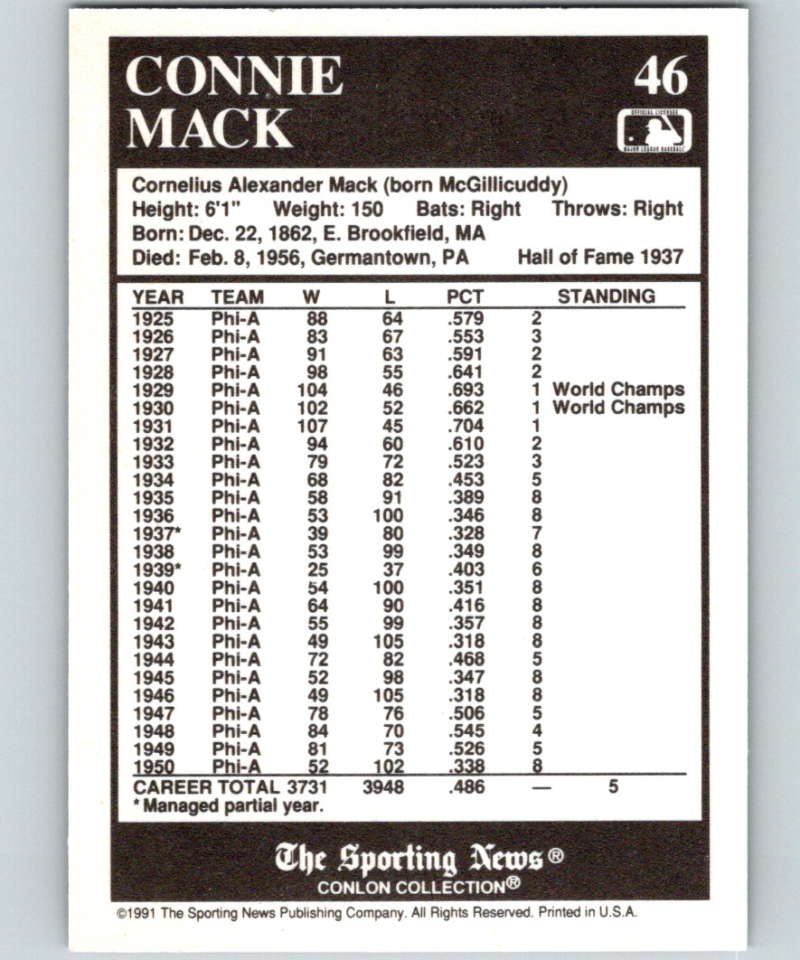 CONNIE 46
MACK
OFFICIAL LICENSEE
MAJOR LEAGUE BASEBALL
Cornelius Alexander Mack (born McGillicuddy)
Height: 6'1" Weight: 150 Bats: Right Throws: Right
Born: Dec. 22, 1862, E. Brookfield, MA
Died: Feb. 8, 1956, Germantown, PA Hall of Fame 1937
YEAR TEAM W L PCT STANDING
1925 Phi-A 88 64 .579 2
1926 Phi-A 83 67 .553 3
1927 Phi-A 91 63 .591 2
1928 Phi-A 98 55 .641 2
1929 Phi-A 104 46 .693 1 World Champs
1930 Phi-A 102 52 .662 1 World Champs
1931 Phi-A 107 45 .704 1
1932 Phi-A 94 60 .610 2
1933 Phi-A 79 72 .523 3
1934 Phi-A 68 82 .453 5
1935 Phi-A 58 91 .389 8
1936 Phi-A 53 100 .346 8
1937* Phi-A 39 80 .328 7
1938 Phi-A 53 99 .349 8
1939* Phi-A 25 37 .403 6
1940 Phi-A 54 100 .351 8
1941 Phi-A 64 90 .416 8
1942 Phi-A 55 99 .357 8
1943 Phi-A 49 105 .318 8
1944 Phi-A 72 82 .468 5
1945 Phi-A 52 98 .347 8
1946 Phi-A 49 105 .318 8
1947 Phi-A 78 76 .506 5
1948 Phi-A 84 70 .545 4
1949 Phi-A 81 73 .526 5
1950 Phi-A 52 102 .338 8
CAREER TOTAL 3731 3948 .486 — 5
*Managed partial year.
The Sporting News®
CONLON COLLECTION®
©1991 The Sporting News Publishing Company. All Rights Reserved. Printed in U.S.A.